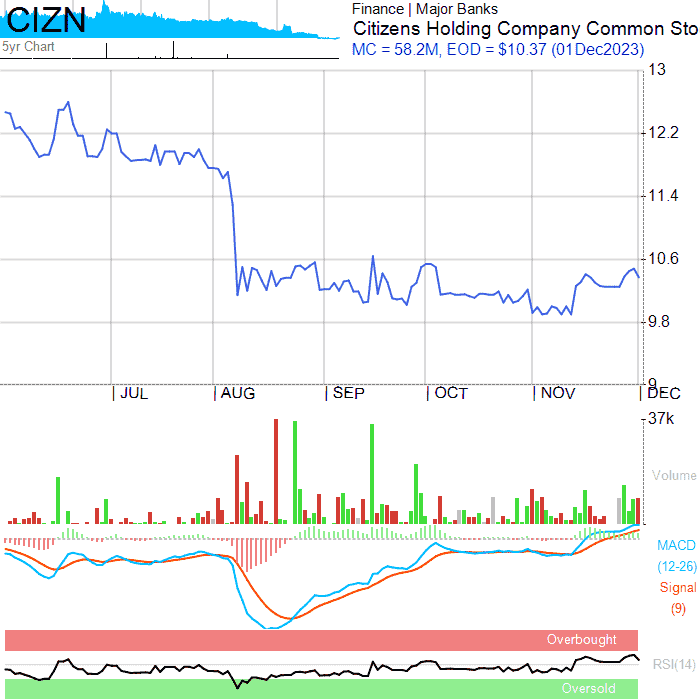 CIZN
5yr Chart
Finance | Major Banks
Citizens Holding Company Common Sto
MC = 58.2M, EOD = $10.37 (01Dec2023)
13
12.2
11.4
10.6
9.8
9
JUL AUG SEP OCT NOV DEC
37K
Volume
MACD
(12-26)
Signal
(9)
Overbought
RSI(14)
Oversold